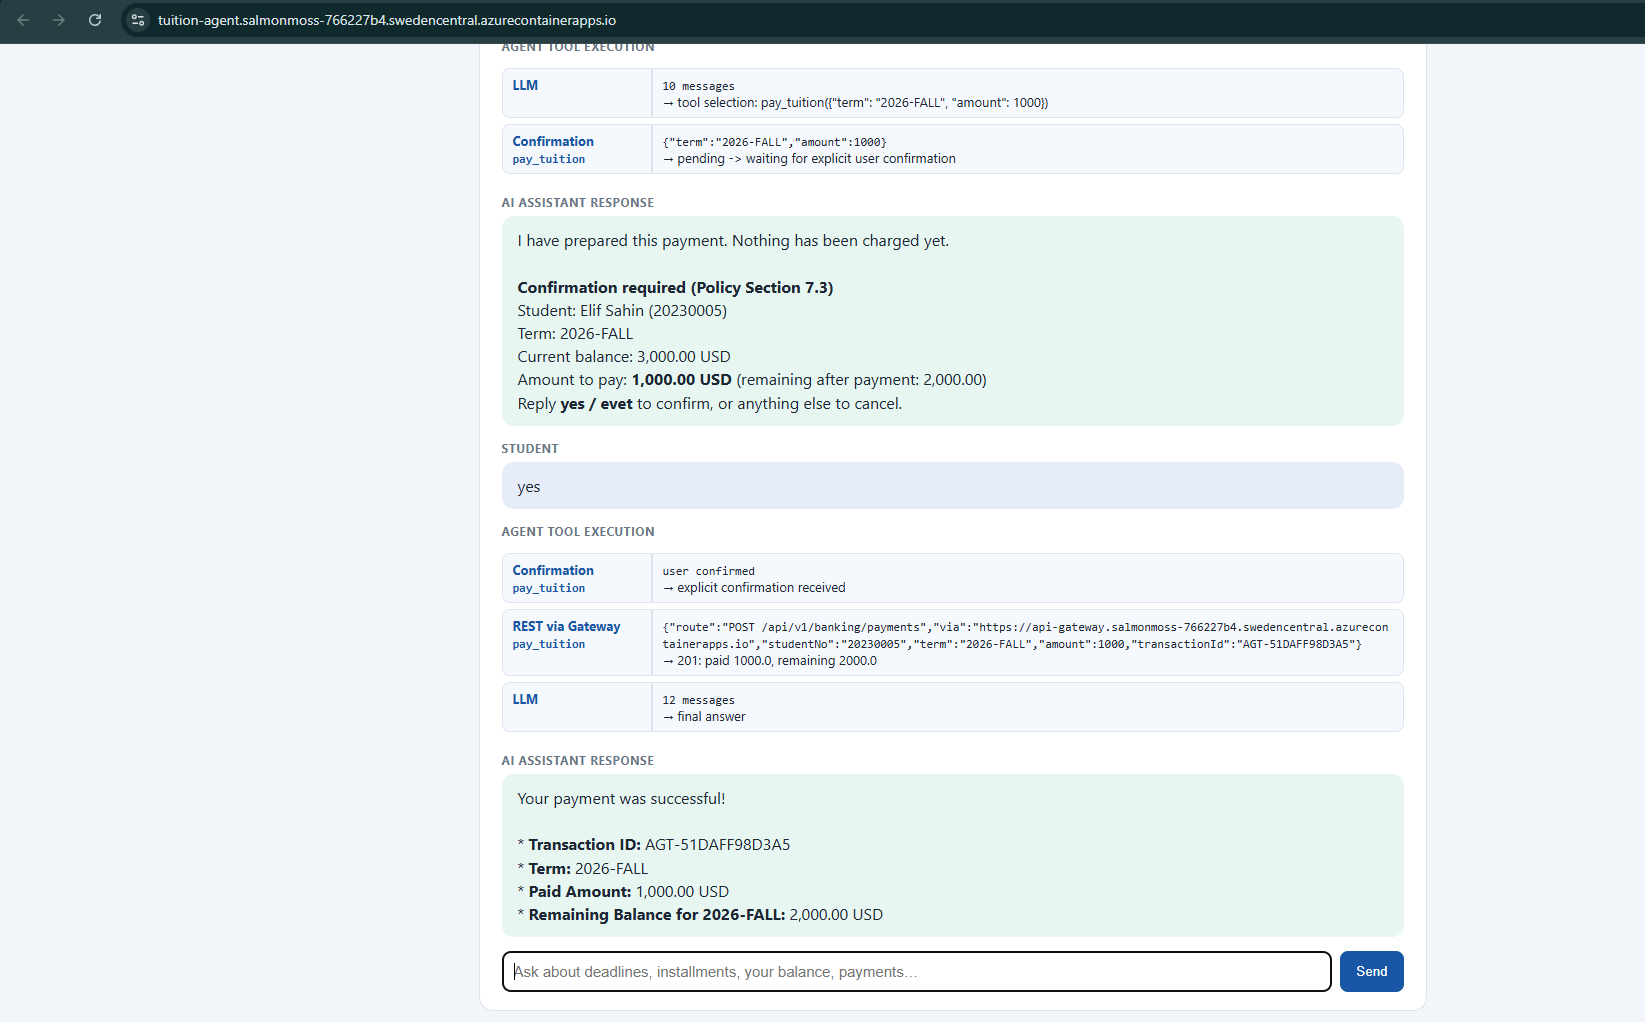 tuition-agent.salmonmoss-766227b4.swedencentral.azurecontainerapps.io
AGENT TOOL EXECUTION
LLM
10 messages
→ tool selection: pay_tuition({"term": "2026-FALL", "amount": 1000})
Confirmation
pay_tuition
{"term":"2026-FALL","amount":1000}
→ pending -> waiting for explicit user confirmation
AI ASSISTANT RESPONSE
I have prepared this payment. Nothing has been charged yet.
Confirmation required (Policy Section 7.3)
Student: Elif Sahin (20230005)
Term: 2026-FALL
Current balance: 3,000.00 USD
Amount to pay: 1,000.00 USD (remaining after payment: 2,000.00)
Reply yes / evet to confirm, or anything else to cancel.
STUDENT
yes
AGENT TOOL EXECUTION
Confirmation
pay_tuition
user confirmed
→ explicit confirmation received
REST via Gateway
pay_tuition
{"route":"POST /api/v1/banking/payments","via":"https://api-gateway.salmonmoss-766227b4.swedencentral.azurecon
tainerapps.io","studentNo":"20230005","term":"2026-FALL","amount":1000,"transactionId":"AGT-51DAFF98D3A5"}
→ 201: paid 1000.0, remaining 2000.0
LLM
12 messages
→ final answer
AI ASSISTANT RESPONSE
Your payment was successful!
* Transaction ID: AGT-51DAFF98D3A5
* Term: 2026-FALL
* Paid Amount: 1,000.00 USD
* Remaining Balance for 2026-FALL: 2,000.00 USD
Ask about deadlines, installments, your balance, payments…
Send